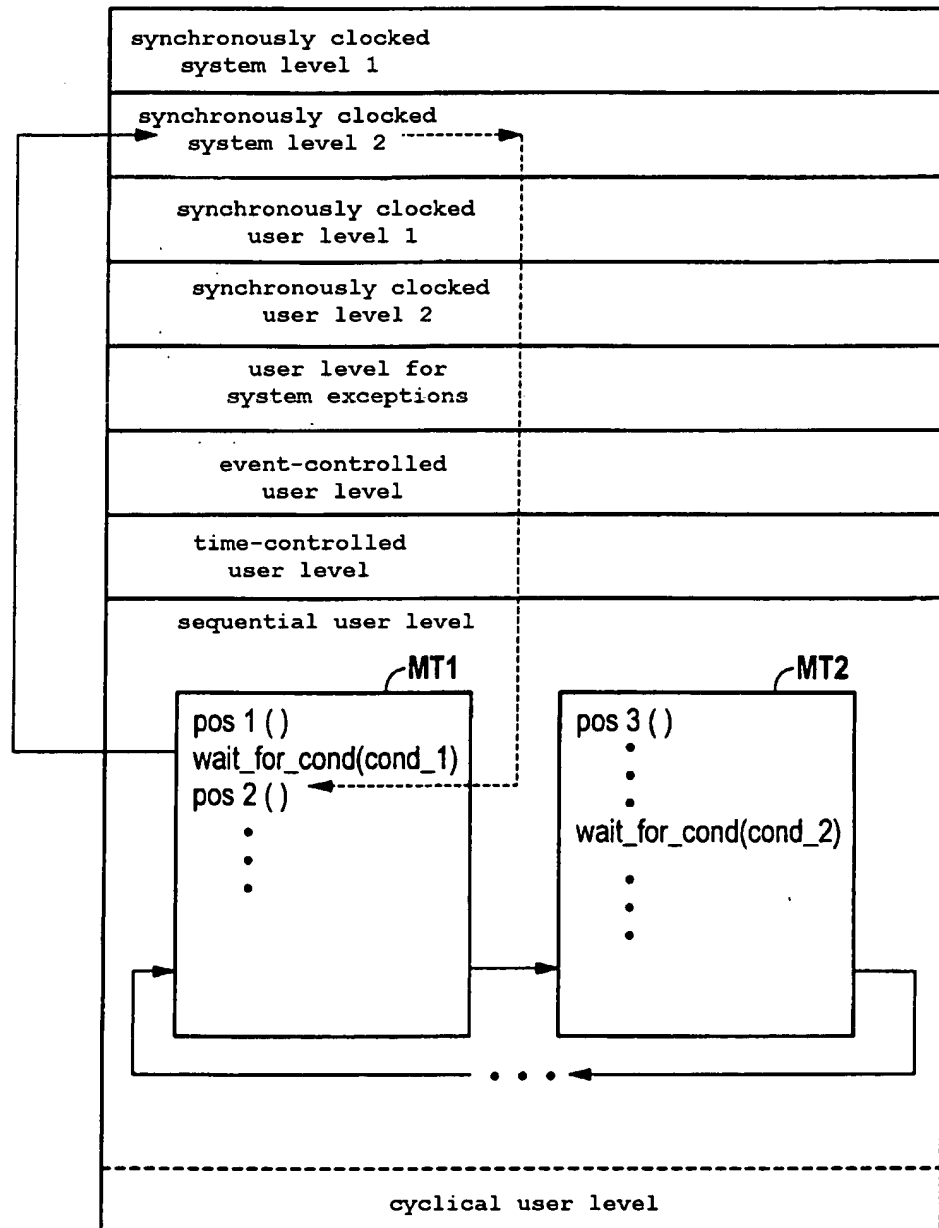 synchronously clocked
system level 1
synchronously clocked
system level 2
synchronously clocked
user level 1
synchronously clocked
user level 2
user level for
system exceptions
event-controlled
user level
time-controlled
user level
sequential user level
MT1
pos 1 ( )
wait_for_cond(cond_1)
pos 2 ( )
MT2
pos 3 ( )
wait_for_cond(cond_2)
cyclical user level